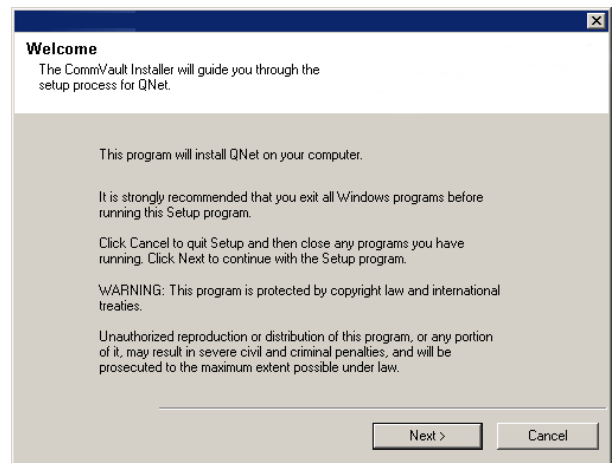 Welcome
The CommVault Installer will guide you through the
setup process for QNet.
This program will install QNet on your computer.
It is strongly recommended that you exit all Windows programs before
running this Setup program.
Click Cancel to quit Setup and then close any programs you have
running. Click Next to continue with the Setup program.
WARNING: This program is protected by copyright law and international
treaties.
Unauthorized reproduction or distribution of this program, or any portion
of it, may result in severe civil and criminal penalties, and will be
prosecuted to the maximum extent possible under law.
Next >
Cancel